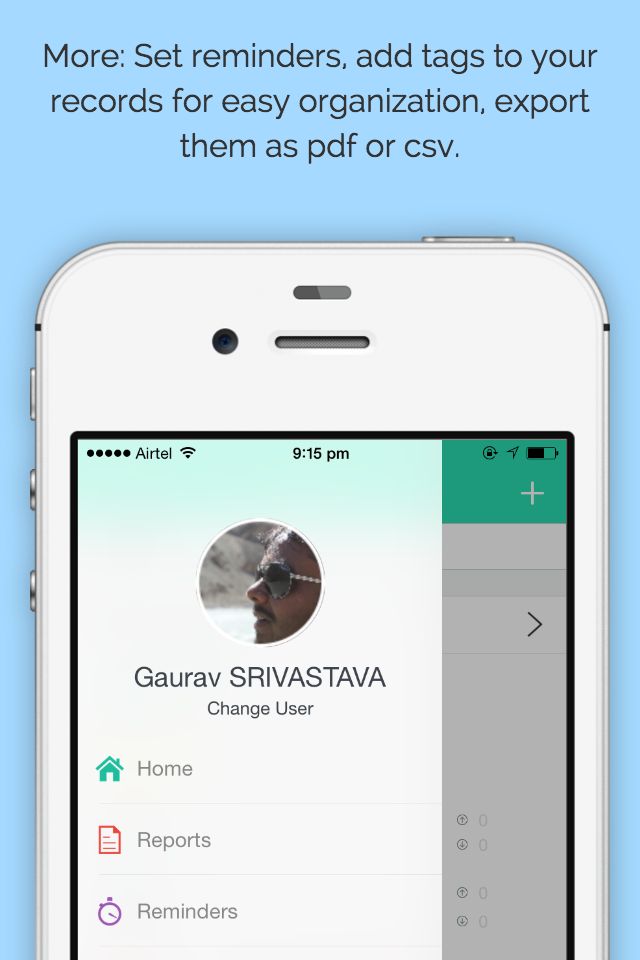 More: Set reminders, add tags to your
records for easy organization, export
them as pdf or csv.
Airtel 9:15 pm
Gaurav SRIVASTAVA
Change User
Home
Reports
Reminders
0
0
0
0